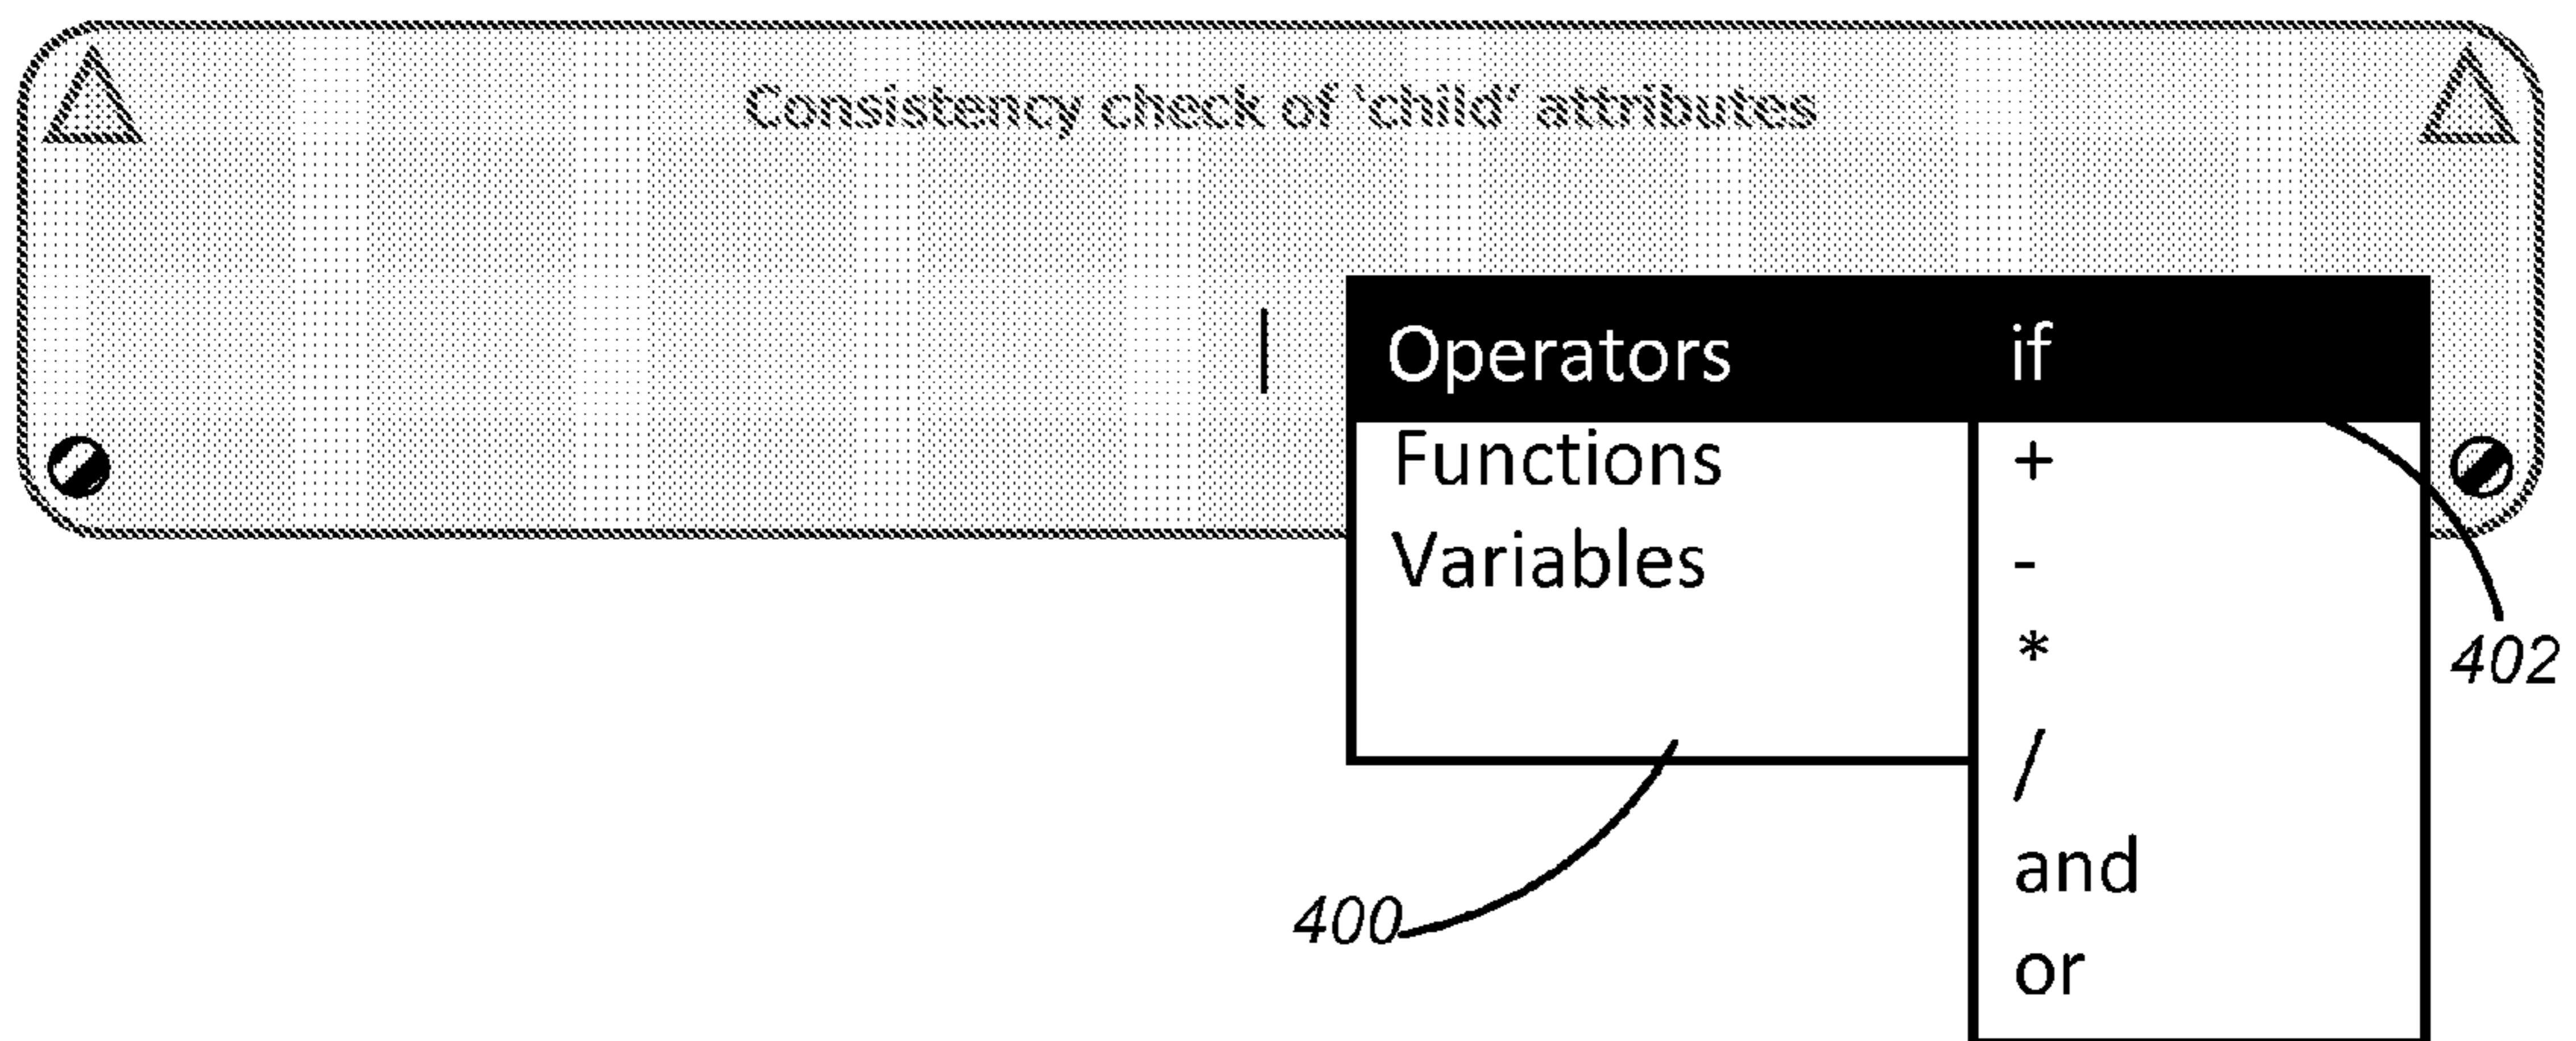 Consistency check of ‘child’ attributes
Operators if
Functions +
Variables -
*
/
and
or
402
400